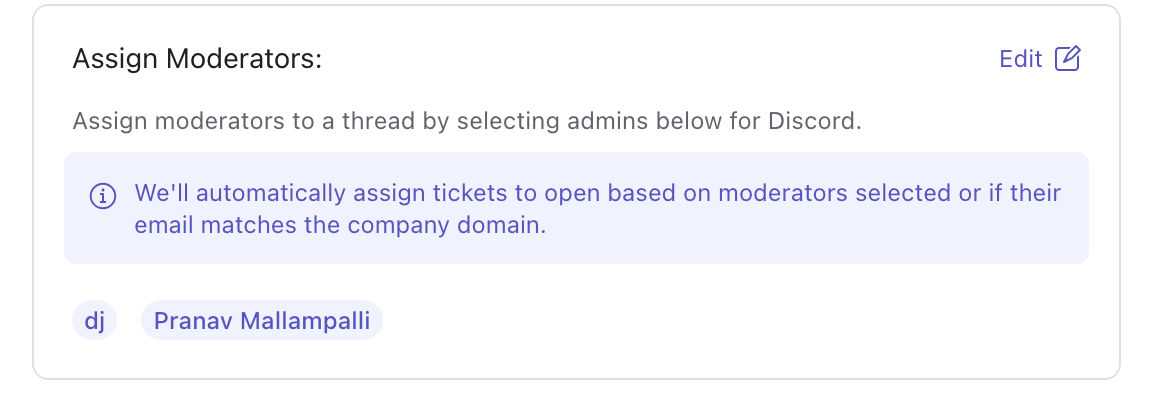 Assign Moderators:
Edit
Assign moderators to a thread by selecting admins below for Discord.
We'll automatically assign tickets to open based on moderators selected or if their
email matches the company domain.
dj
Pranav Mallampalli